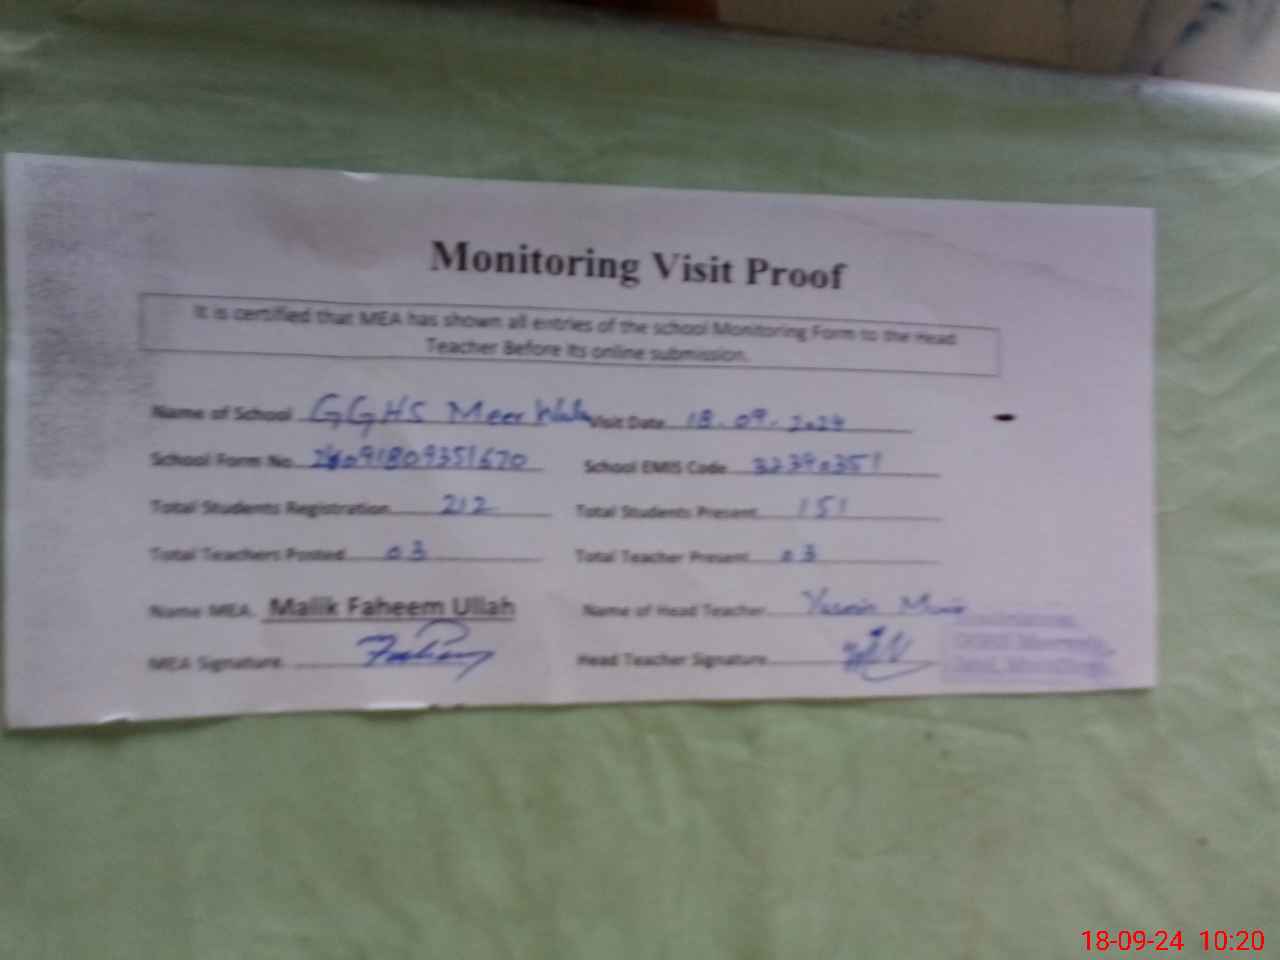 Monitoring Visit Proof
It is certified that MEA has shown all entries of the school Monitoring Form to the Head
Teacher Before its online submission.
Name of School GGHS Meer Wala Visit Date 18.09.2024
School Form No. School EMIS Code 32390351
Total Students Registration 212 Total Students Present 151
Total Teachers Posted 03 Total Teacher Present 03
Name MEA. Malik Faheem Ullah Name of Head Teacher
MEA Signature Head Teacher Signature
18-09-24 10:20